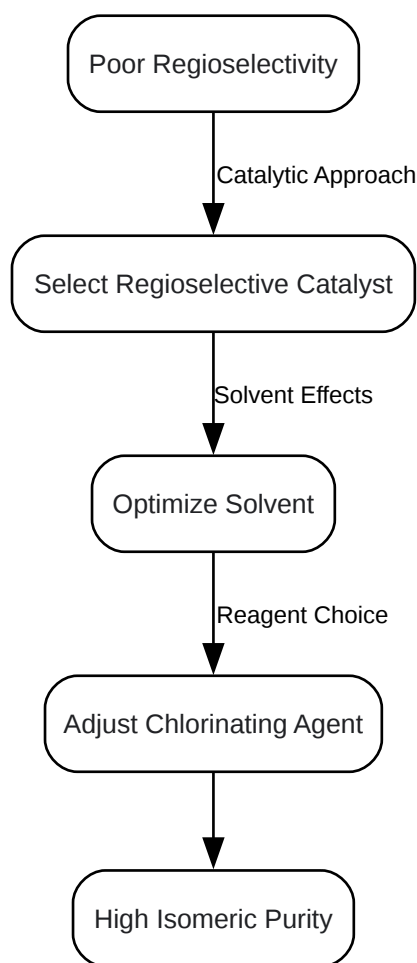 Poor Regioselectivity
Catalytic Approach
Select Regioselective Catalyst
Solvent Effects
Optimize Solvent
Reagent Choice
Adjust Chlorinating Agent
High Isomeric Purity